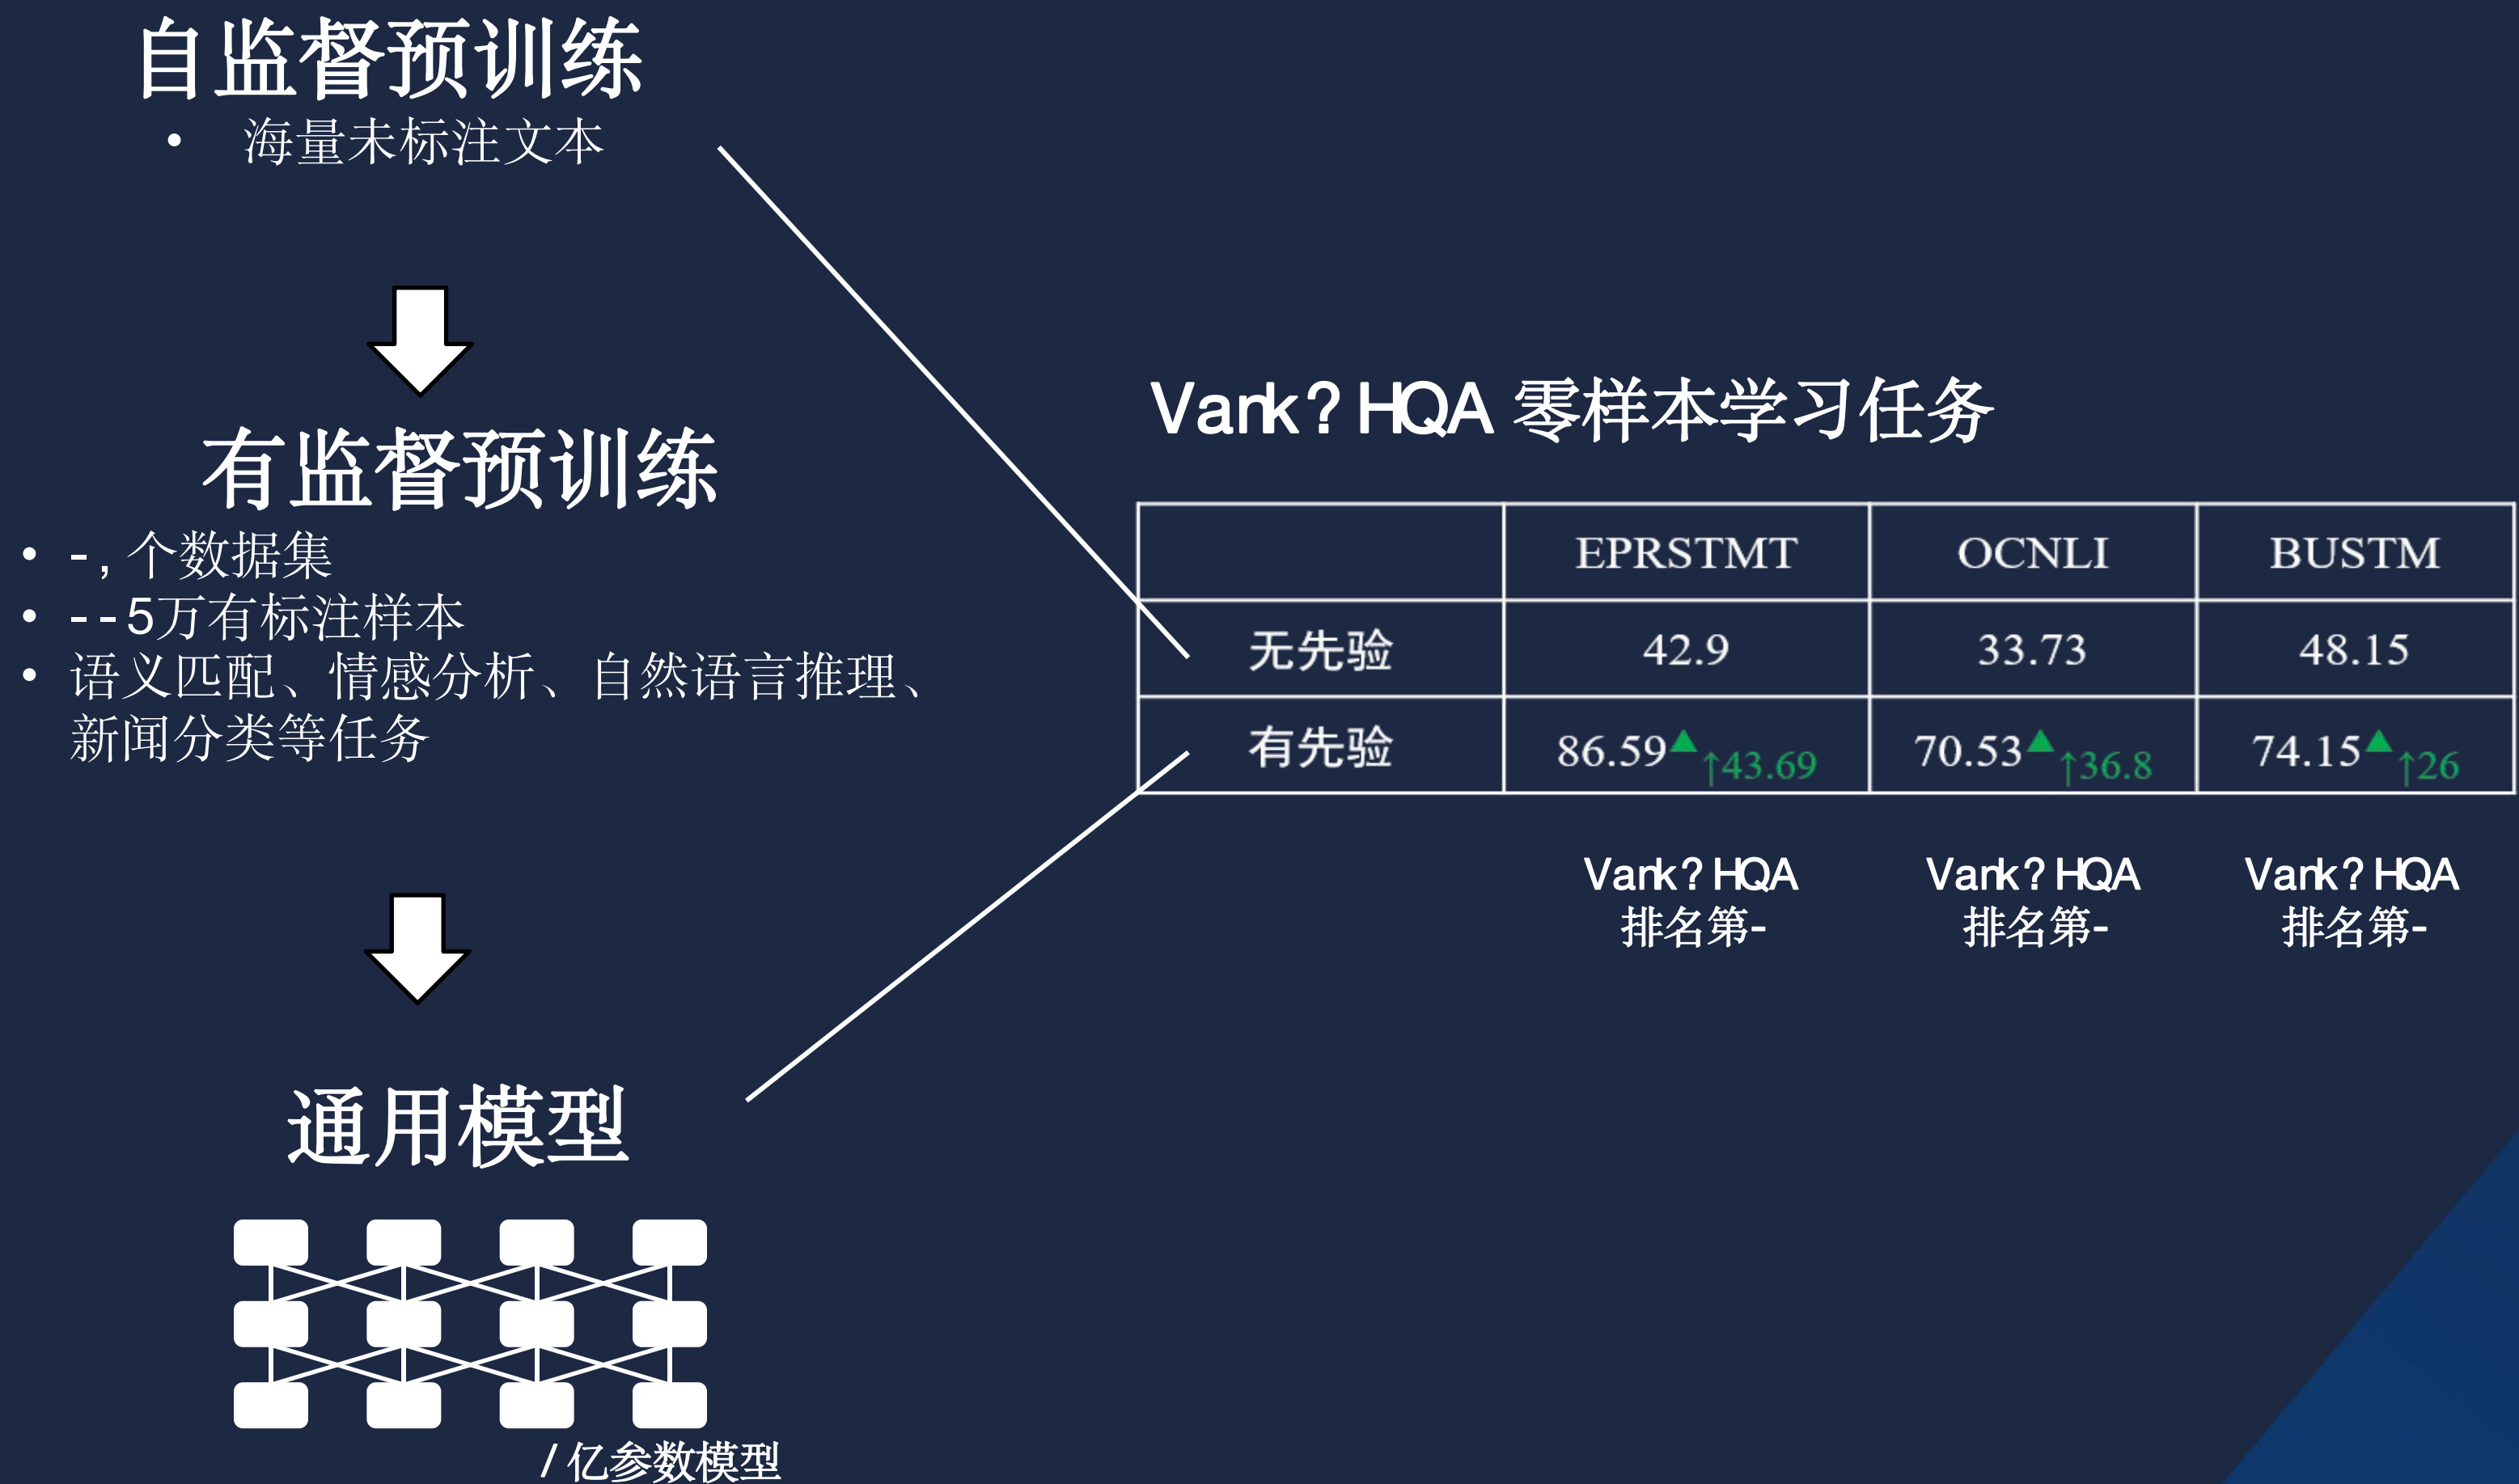 自监督预训练
• 海量未标注文本
有监督预训练
• -, 个数据集
• --5万有标注样本
• 语义匹配、情感分析、自然语言推理、
新闻分类等任务
通用模型
/ 亿参数模型
Vank? HQA 零样本学习任务
EPRSTMT OCNLI BUSTM
无先验 42.9 33.73 48.15
有先验 86.59▲↑43.69 70.53▲↑36.8 74.15▲↑26
Vank? HQA Vank? HQA Vank? HQA
排名第- 排名第- 排名第-